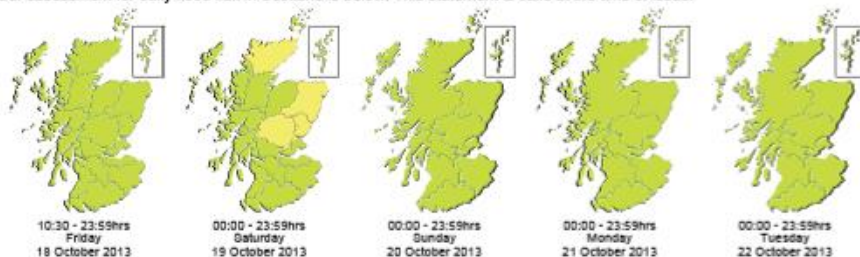 10:30 - 23:59hrs
Friday
18 October 2013
00:00 - 23:59hrs
Saturday
19 October 2013
00:00 - 23:59hrs
Sunday
20 October 2013
00:00 - 23:59hrs
Monday
21 October 2013
00:00 - 23:59hrs
Tuesday
22 October 2013